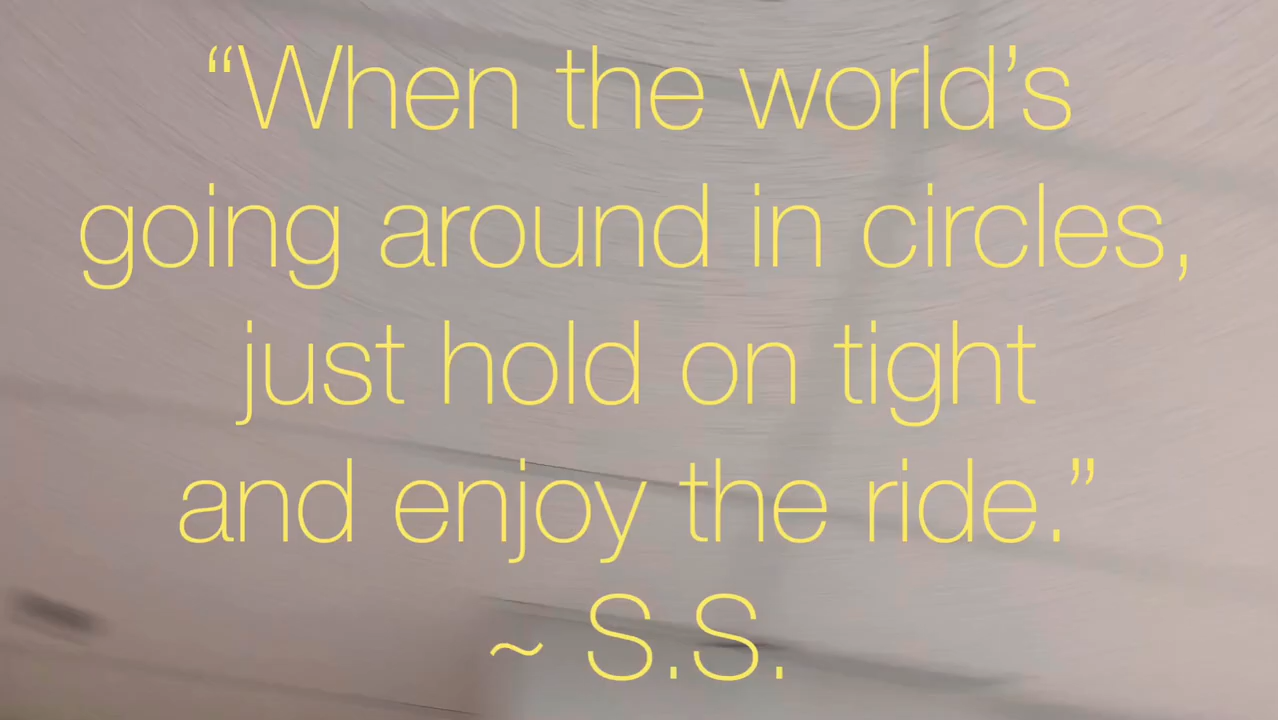 “When the world’s
going around in circles,
just hold on tight
and enjoy the ride.”
~ S.S.